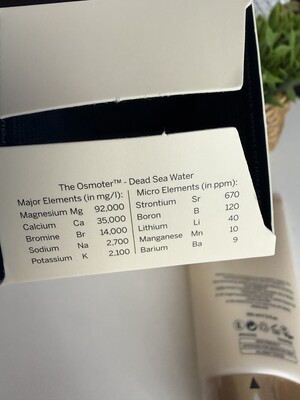 The Osmoter™ - Dead Sea Water
Major Elements (in mg/l):
Magnesium Mg 92,000
Calcium Ca 35,000
Bromine Br 14,000
Sodium Na 2,700
Potassium K 2,100
Micro Elements (in ppm):
Strontium Sr 670
Boron B 120
Lithium Li 40
Manganese Mn 10
Barium Ba 9